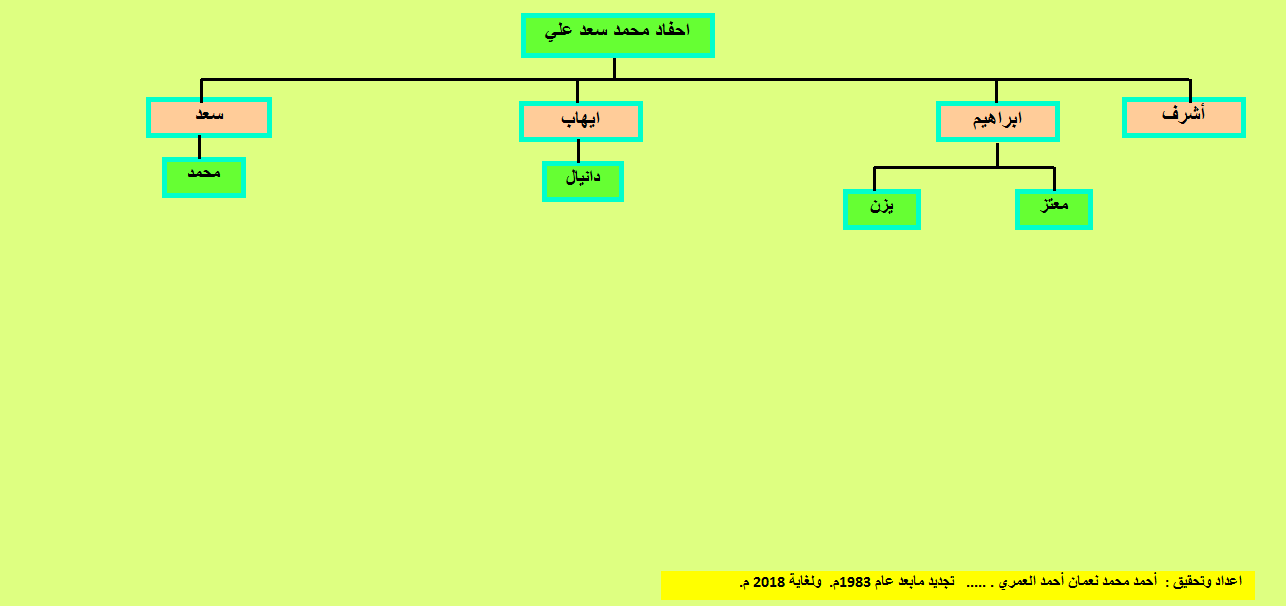 احفاد محمد سعد علي
أشرف
ابراهيم
ايهاب
سعد
معتز
يزن
دانيال
محمد
اعداد وتحقيق : أحمد محمد نعمان أحمد العمري . ..... تجديد مابعد عام 1983م. ولغاية 2018 م.